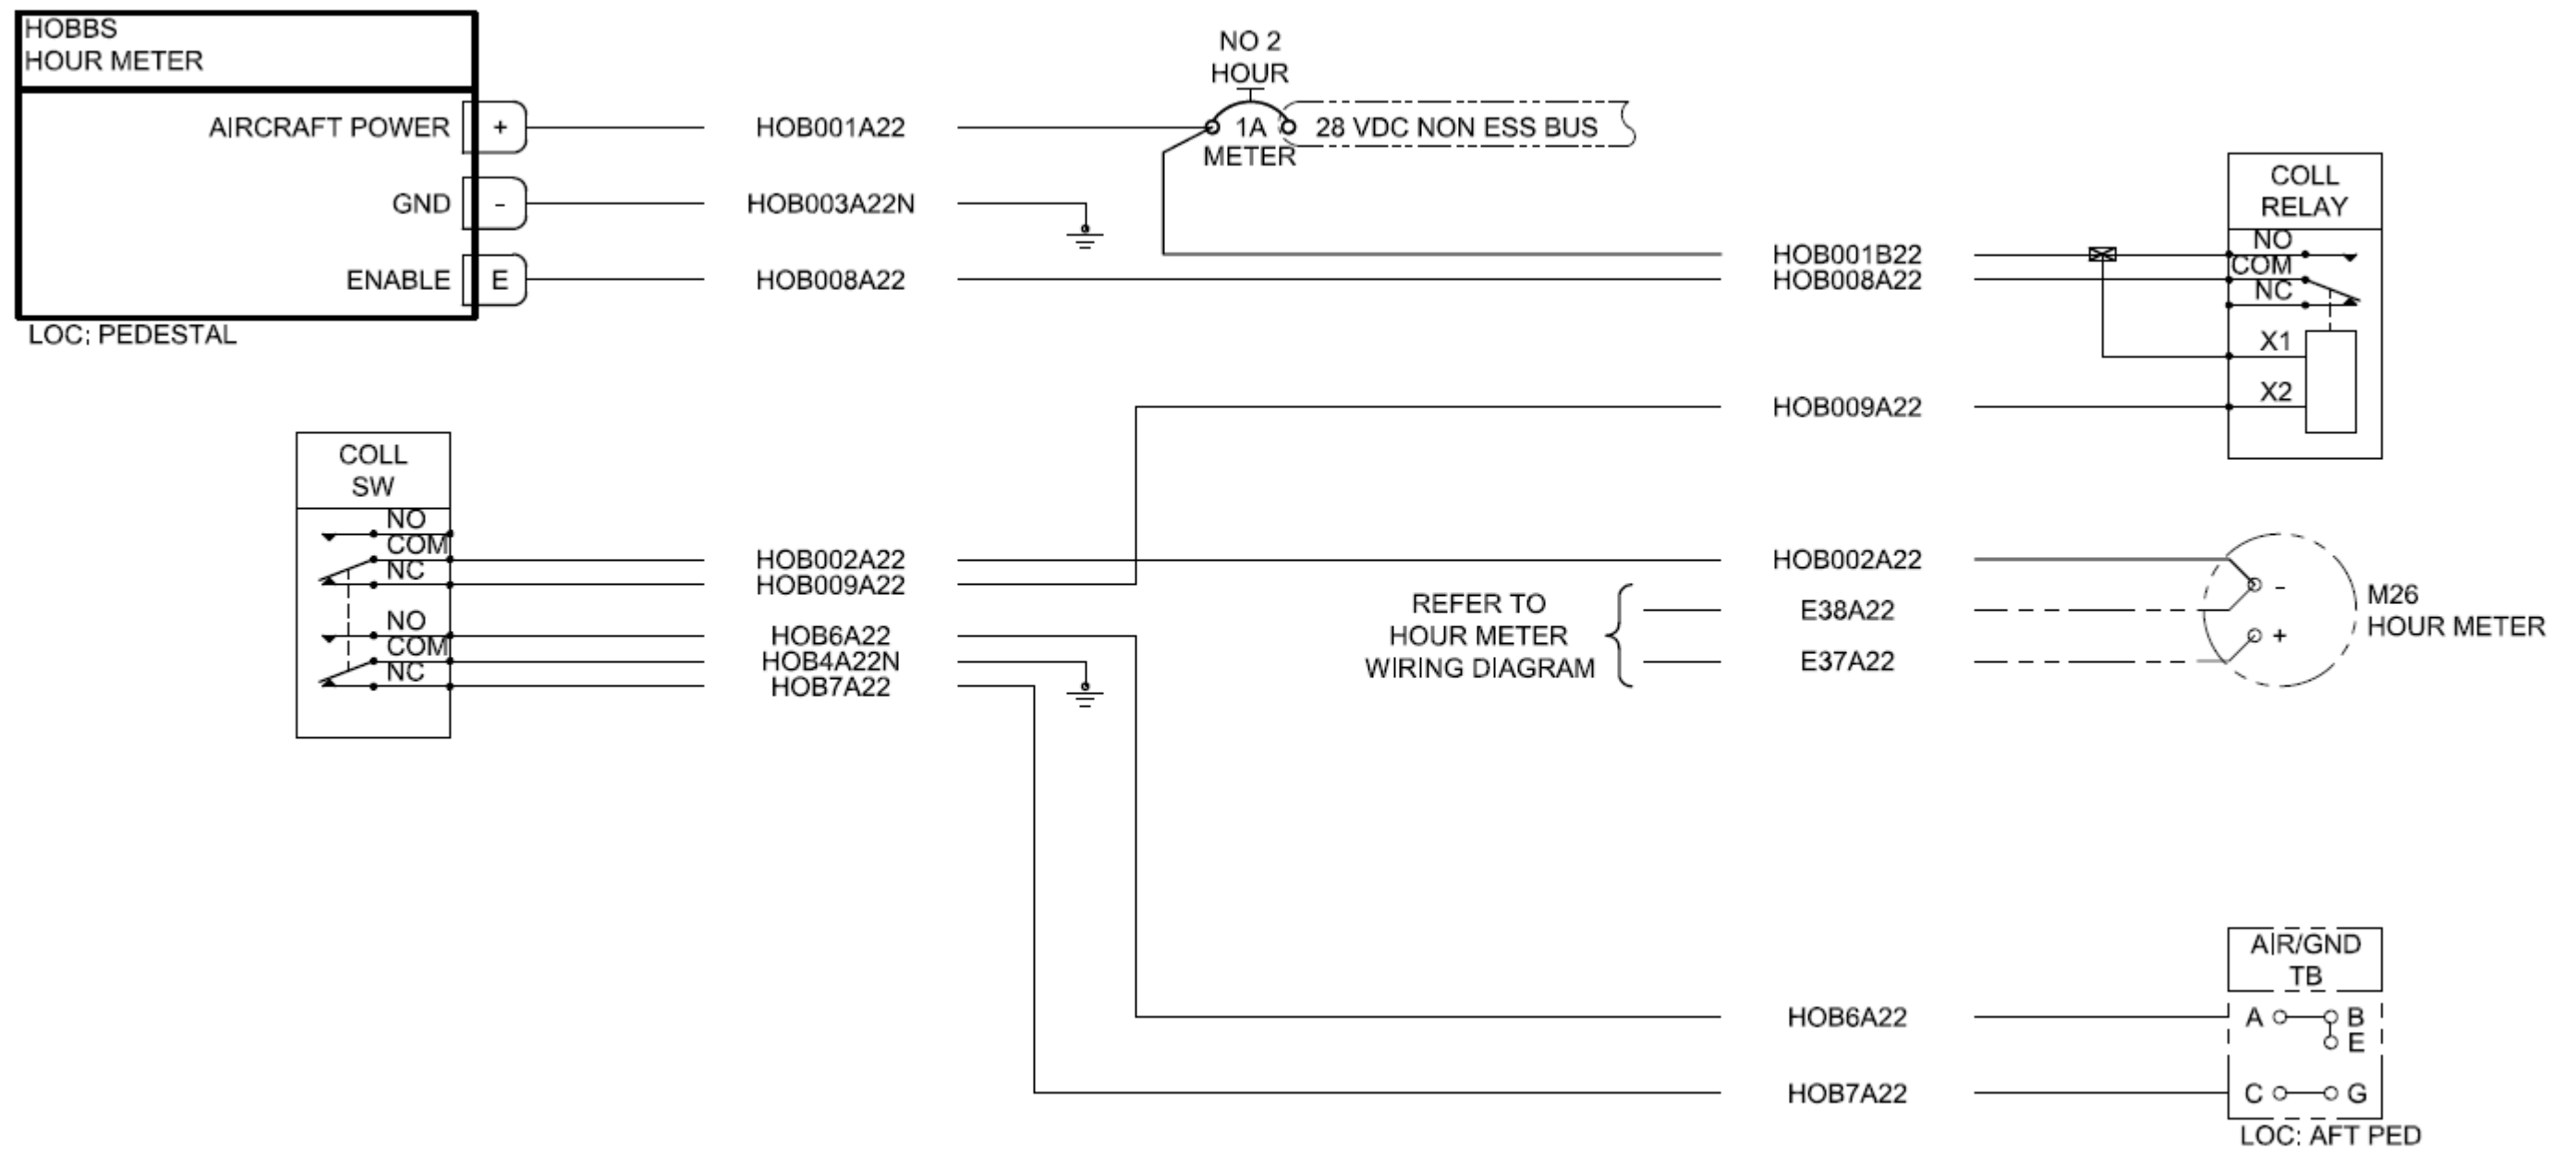 HOBBS
HOUR METER
AIRCRAFT POWER
+
HOB001A22
NO 2
HOUR
1A
METER
28 VDC NON ESS BUS
GND
-
HOB003A22N
ENABLE
E
HOB008A22
LOC: PEDESTAL
HOB001B22
HOB008A22
COLL
RELAY
NO
COM
NC
X1
X2
HOB009A22
COLL
SW
NO
COM
NC
NO
COM
NC
HOB002A22
HOB009A22
HOB6A22
HOB4A22N
HOB7A22
HOB002A22
REFER TO
HOUR METER
WIRING DIAGRAM
E38A22
E37A22
-
+
M26
HOUR METER
AIR/GND
TB
HOB6A22
A
B
E
HOB7A22
C
G
LOC: AFT PED